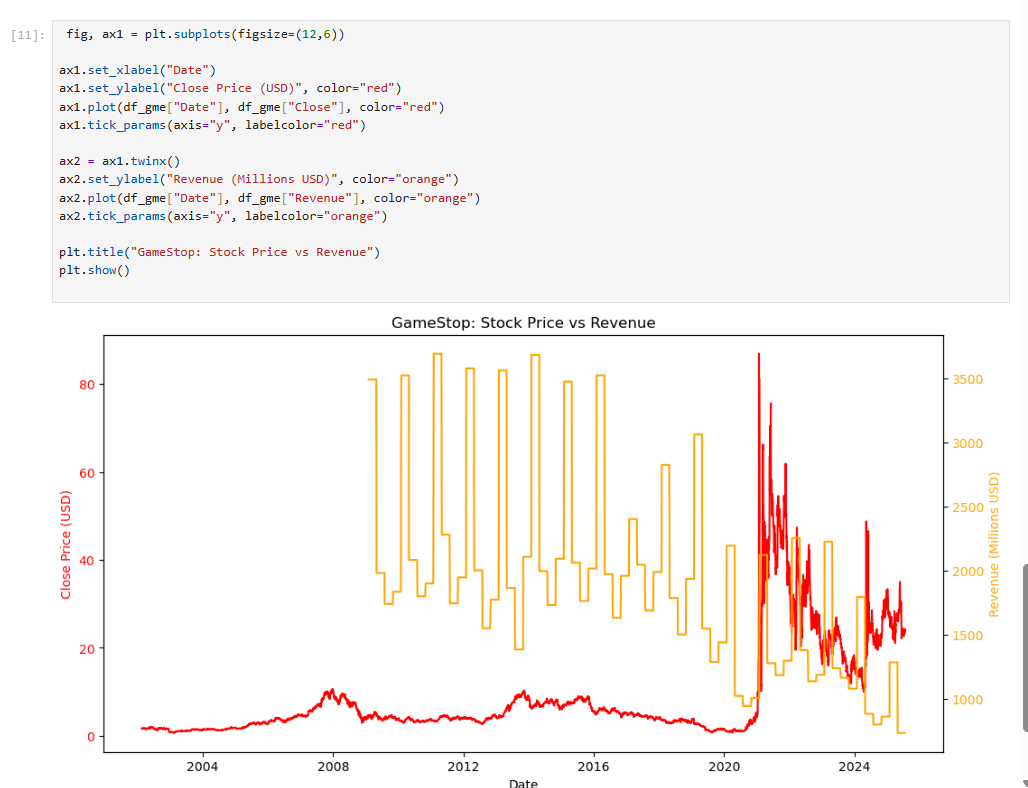 [11]:
fig, ax1 = plt.subplots(figsize=(12,6))
ax1.set_xlabel("Date")
ax1.set_ylabel("Close Price (USD)", color="red")
ax1.plot(df_gme["Date"], df_gme["Close"], color="red")
ax1.tick_params(axis="y", labelcolor="red")
ax2 = ax1.twinx()
ax2.set_ylabel("Revenue (Millions USD)", color="orange")
ax2.plot(df_gme["Date"], df_gme["Revenue"], color="orange")
ax2.tick_params(axis="y", labelcolor="orange")
plt.title("GameStop: Stock Price vs Revenue")
plt.show()
GameStop: Stock Price vs Revenue
Close Price (USD)
80
60
40
20
0
3500
3000
2500
2000
1500
1000
Revenue (Millions USD)
2004
2008
2012
2016
2020
2024
Date